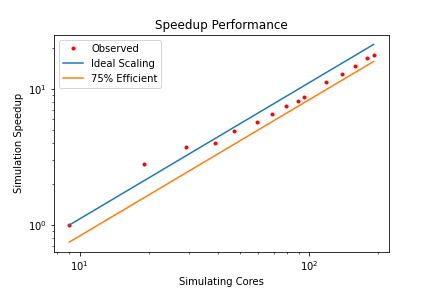 Speedup Performance
Observed
Ideal Scaling
75% Efficient
Simulation Speedup
10¹
10⁰
10¹
10²
Simulating Cores